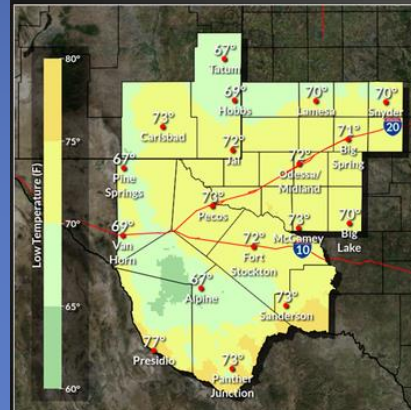 80°
75°
70°
65°
60°
Low Temperature (F)
67°
Tatum
69°
Hobbs
70°
Lamesa
70°
Snyder
20
73°
Carlsbad
72°
Jal
71°
Big
Spring
72°
Odessa/
Midland
67°
Pine
Springs
73°
Pecos
69°
Van
Horn
73°
McCamey
70°
Big
Lake
10
72°
Fort
Stockton
67°
Alpine
73°
Sanderson
77°
Presidio
73°
Panther
Junction